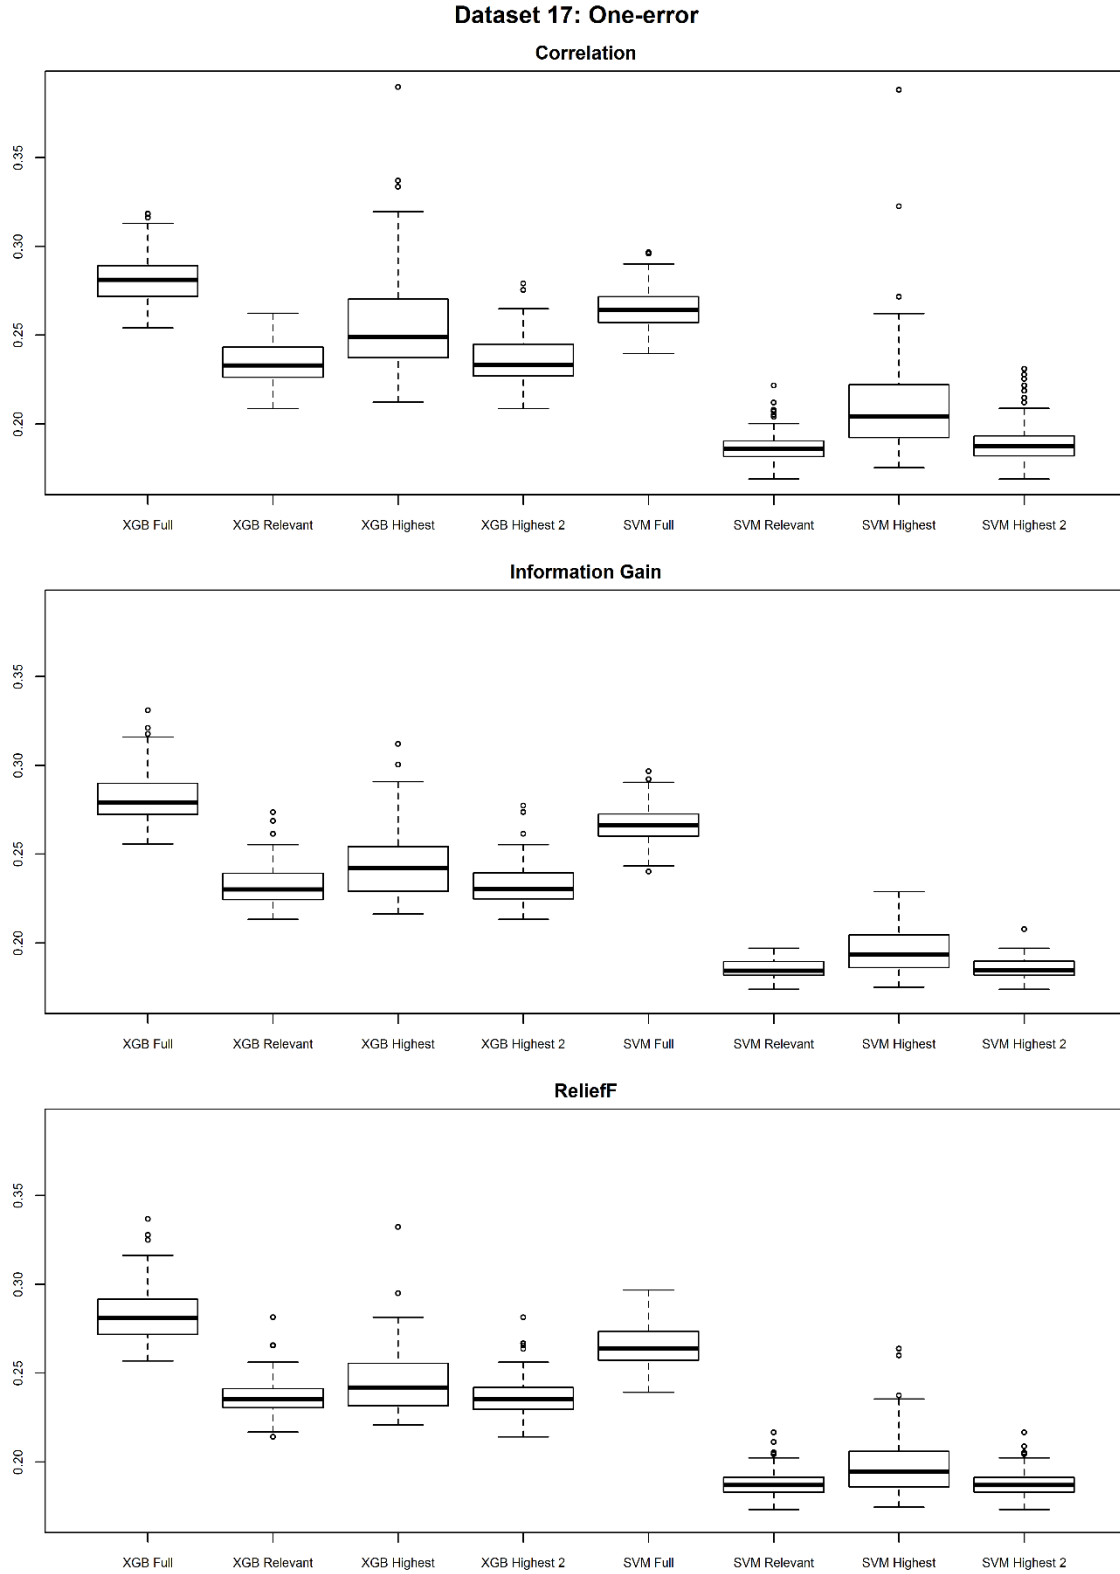 Dataset 17: One-error
Correlation
0.35
0.30
0.25
0.20
XGB Full XGB Relevant XGB Highest XGB Highest 2 SVM Full SVM Relevant SVM Highest SVM Highest 2
Information Gain
0.35
0.30
0.25
0.20
XGB Full XGB Relevant XGB Highest XGB Highest 2 SVM Full SVM Relevant SVM Highest SVM Highest 2
ReliefF
0.35
0.30
0.25
0.20
XGB Full XGB Relevant XGB Highest XGB Highest 2 SVM Full SVM Relevant SVM Highest SVM Highest 2